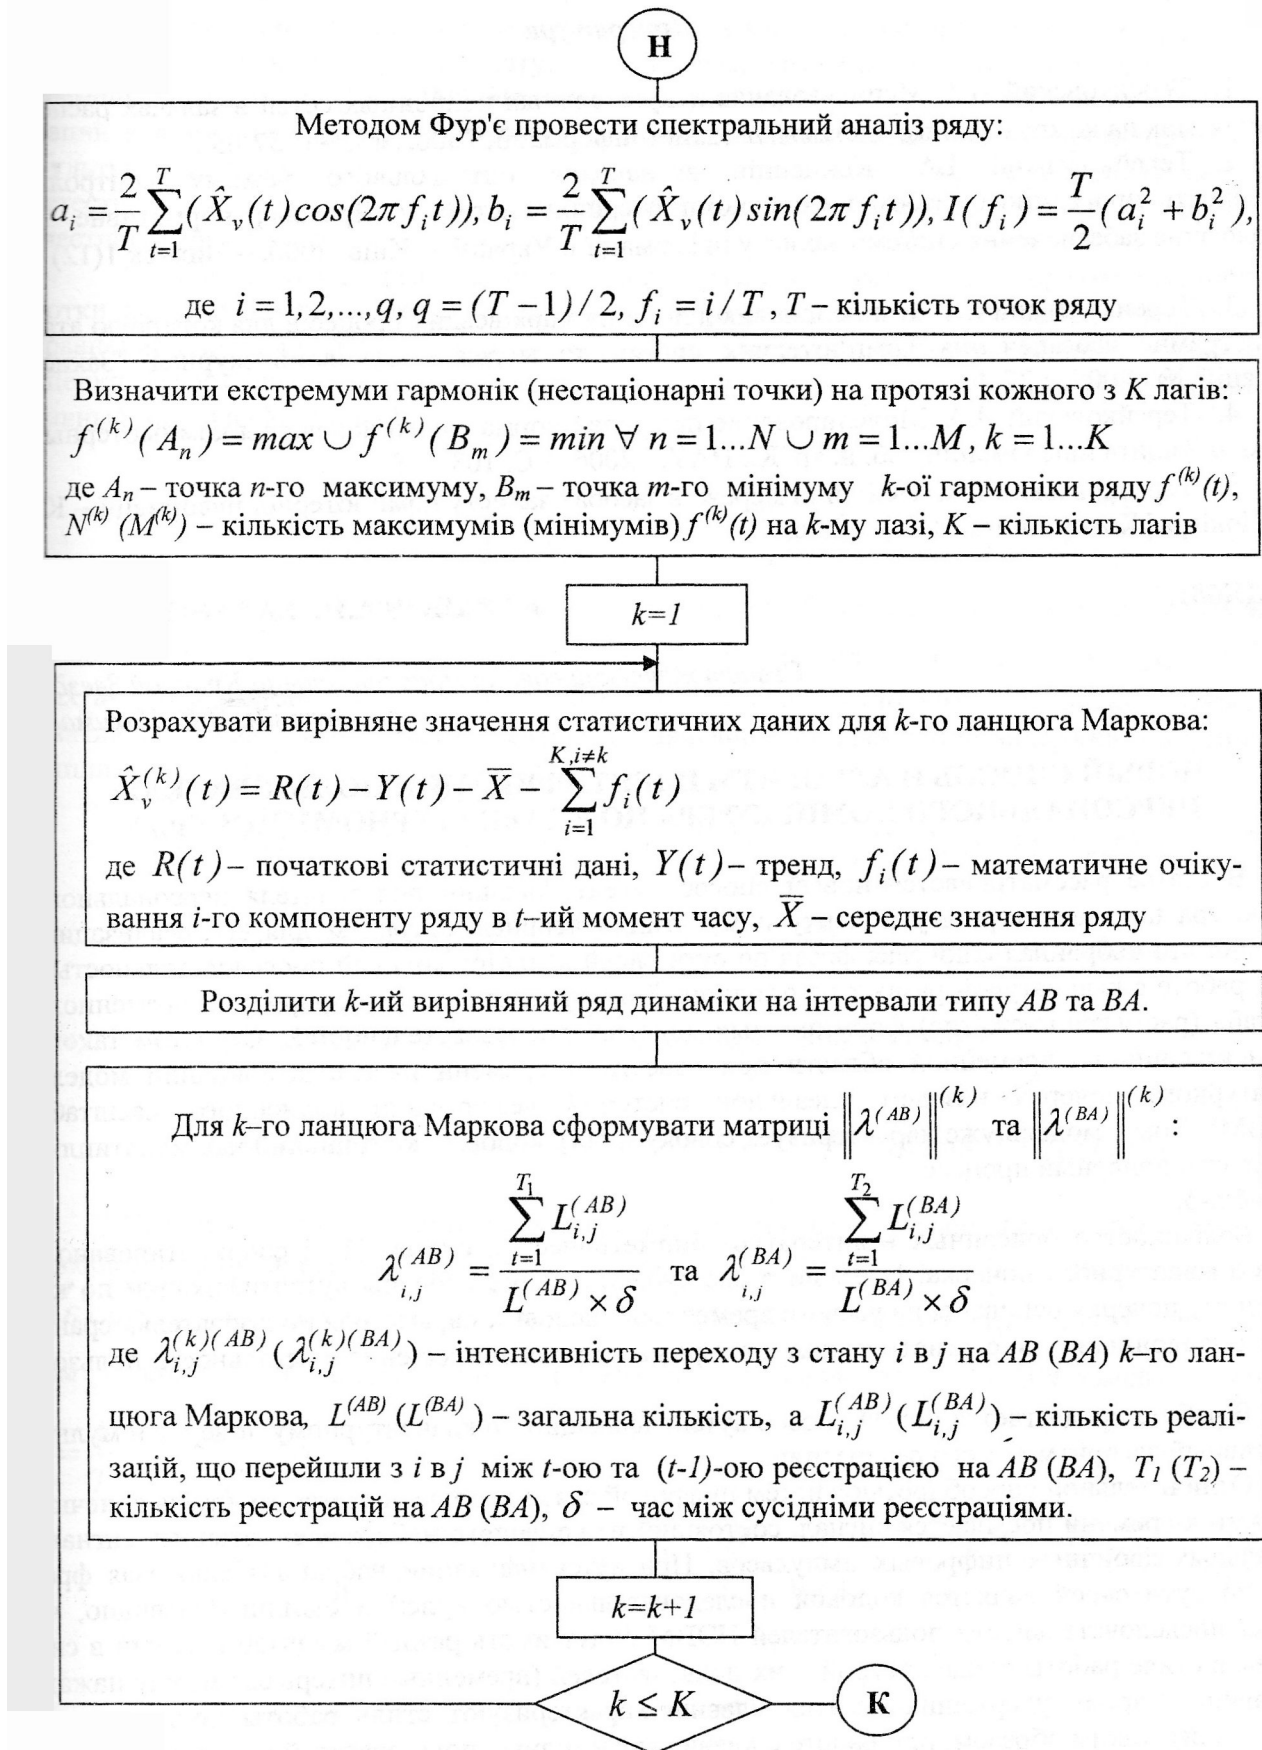 Н
Методом Фур'є провести спектральний аналіз ряду:
a_i = \frac{2}{T} \sum_{t=1}^{T} ( \hat{X}_v(t) cos(2π f_i t)), b_i = \frac{2}{T} \sum_{t=1}^{T} ( \hat{X}_v(t) sin(2π f_i t)), I(f_i) = \frac{T}{2} (a_i^2 + b_i^2),
де i = 1,2,...,q, q = (T – 1) / 2, f_i = i / T , T – кількість точок ряду
Визначити екстремуми гармонік (нестаціонарні точки) на протязі кожного з K лагів:
f^{(k)} ( A_n ) = max ∪ f^{(k)} ( B_m ) = min ∀ n = 1...N ∪ m = 1...M, k = 1...K
де A_n – точка n-го максимуму, B_m – точка m-го мінімуму k-ої гармоніки ряду f^{(k)}(t),
N^{(k)} (M^{(k)}) – кількість максимумів (мінімумів) f^{(k)}(t) на k-му лазі, K – кількість лагів
k=1
Розрахувати вирівняне значення статистичних даних для k-го ланцюга Маркова:
\hat{X}_v^{(k)}(t) = R(t) – Y(t) – \overline{X} – \sum_{i=1}^{K,i≠k} f_i(t)
де R(t) – початкові статистичні дані, Y(t) – тренд, f_i(t) – математичне очіку-
вання i-го компоненту ряду в t–ий момент часу, \overline{X} – середнє значення ряду
Розділити k-ий вирівняний ряд динаміки на інтервали типу AB та BA.
Для k–го ланцюга Маркова сформувати матриці ‖λ^{(AB)}‖^{(k)} та ‖λ^{(BA)}‖^{(k)} :
λ_{i,j}^{(AB)} = \frac{\sum_{t=1}^{T_1} L_{i,j}^{(AB)}}{L^{(AB)} × δ} та λ_{i,j}^{(BA)} = \frac{\sum_{t=1}^{T_2} L_{i,j}^{(BA)}}{L^{(BA)} × δ}
де λ_{i,j}^{(k)(AB)} (λ_{i,j}^{(k)(BA)}) – інтенсивність переходу з стану i в j на AB (BA) k–го лан-
цюга Маркова, L^{(AB)} (L^{(BA)}) – загальна кількість, а L_{i,j}^{(AB)} (L_{i,j}^{(BA)}) – кількість реалі-
зацій, що перейшли з i в j між t-ою та (t-1)-ою реєстрацією на AB (BA), T_1 (T_2) –
кількість реєстрацій на AB (BA), δ – час між сусідніми реєстраціями.
k=k+1
k ≤ K
К